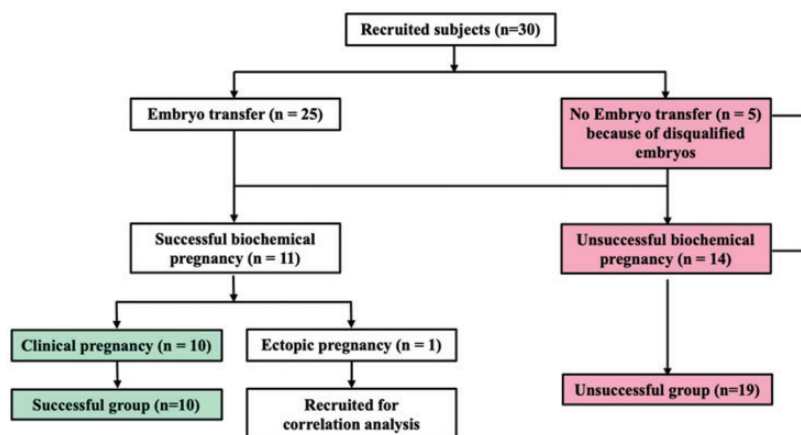 Recruited subjects (n=30)
Embryo transfer (n = 25)
No Embryo transfer (n = 5)
because of disqualified
embryos
Successful biochemical
pregnancy (n = 11)
Unsuccessful biochemical
pregnancy (n = 14)
Clinical pregnancy (n = 10)
Ectopic pregnancy (n = 1)
Successful group (n=10)
Recruited for
correlation analysis
Unsuccessful group (n=19)